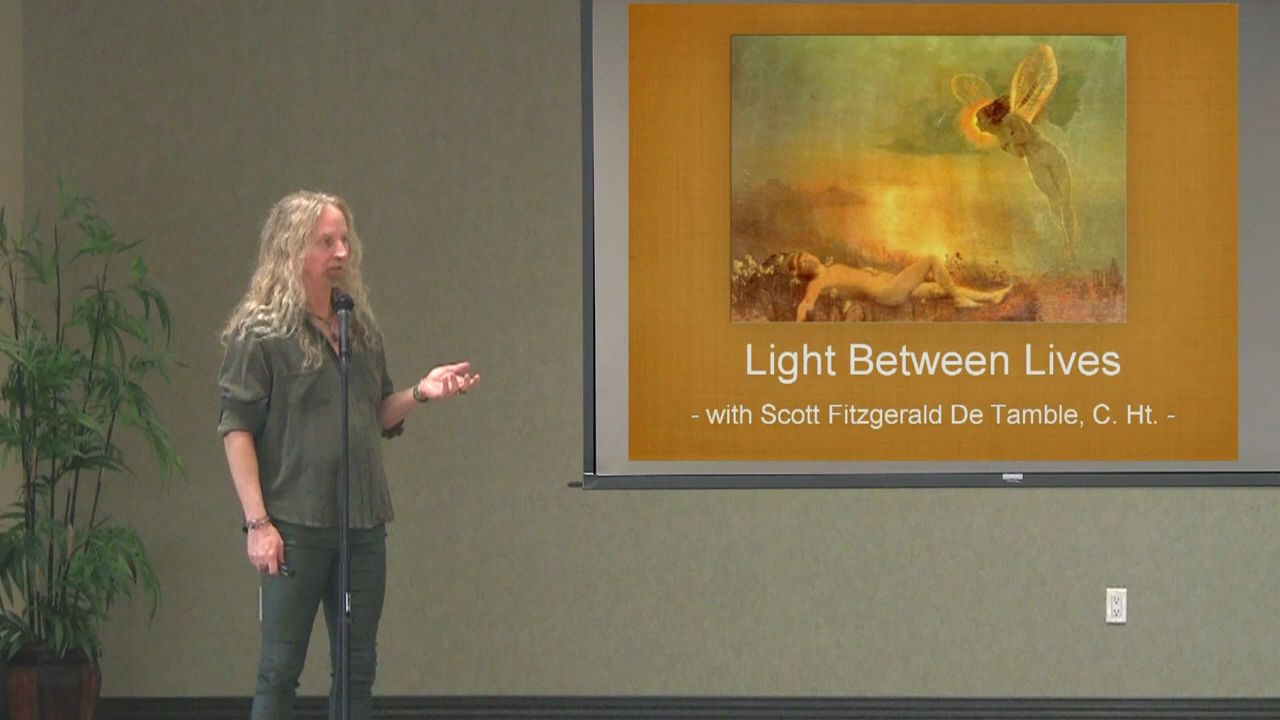 Light Between Lives
- with Scott Fitzgerald De Tamble, C. Ht. -